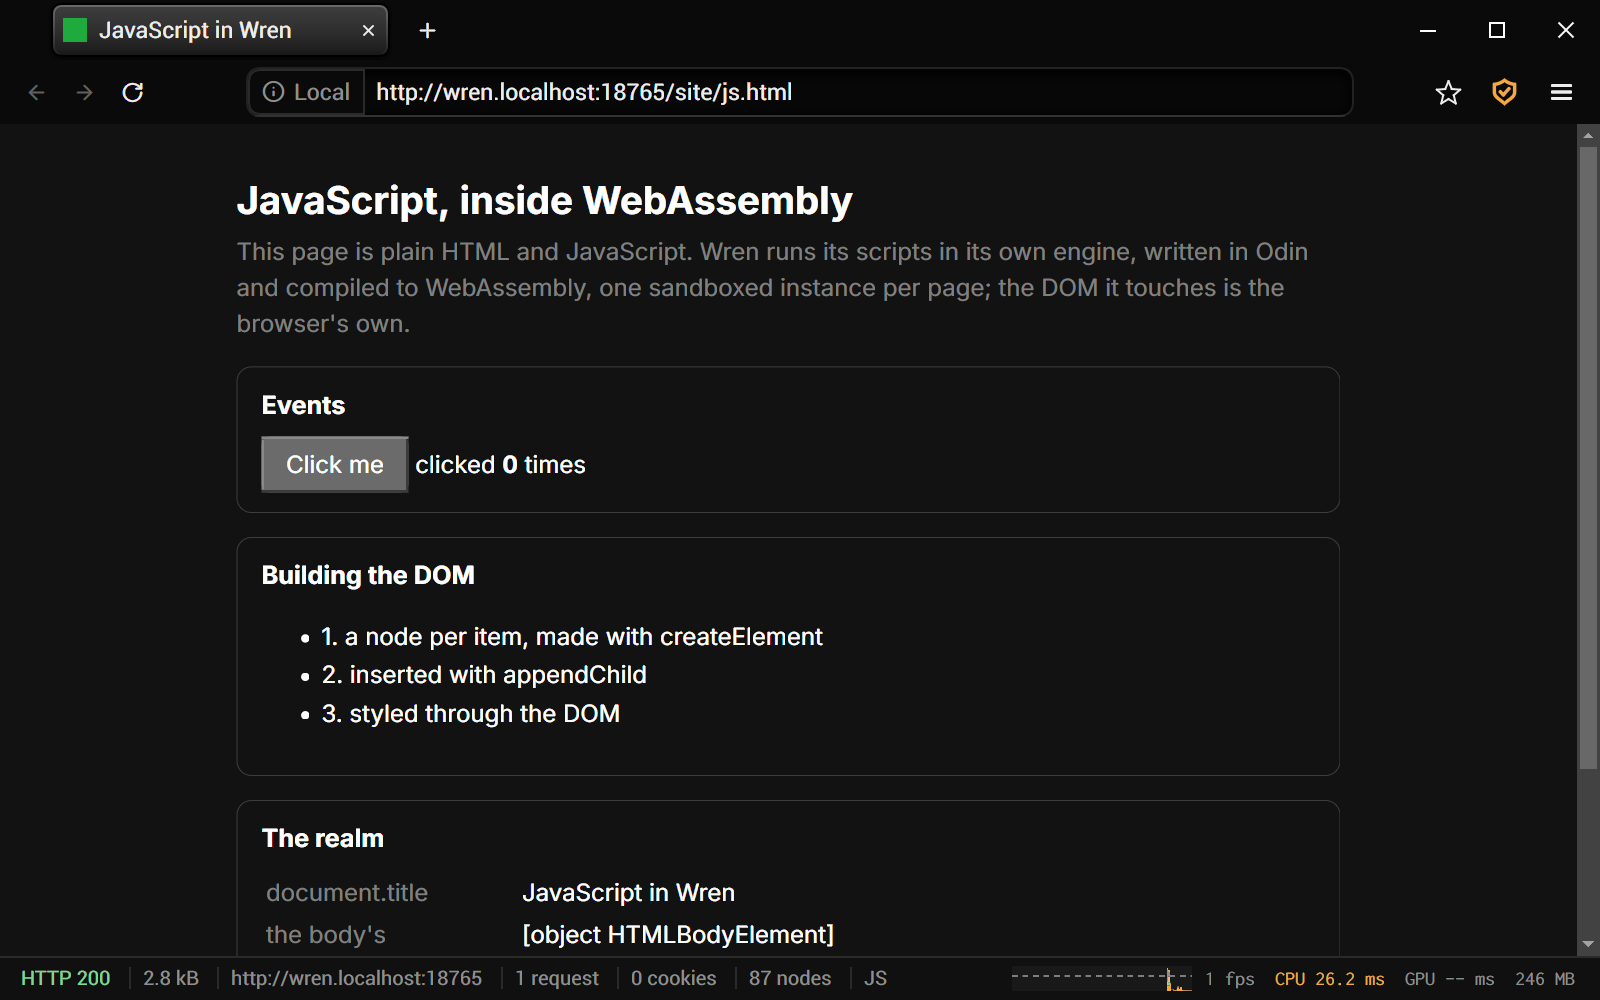 JavaScript in Wren
Local http://wren.localhost:18765/site/js.html
JavaScript, inside WebAssembly
This page is plain HTML and JavaScript. Wren runs its scripts in its own engine, written in Odin
and compiled to WebAssembly, one sandboxed instance per page; the DOM it touches is the
browser's own.
Events
Click me clicked 0 times
Building the DOM
• 1. a node per item, made with createElement
• 2. inserted with appendChild
• 3. styled through the DOM
The realm
document.title JavaScript in Wren
the body's [object HTMLBodyElement]
HTTP 200 2.8 kB http://wren.localhost:18765 1 request 0 cookies 87 nodes JS 1 fps CPU 26.2 ms GPU -- ms 246 MB